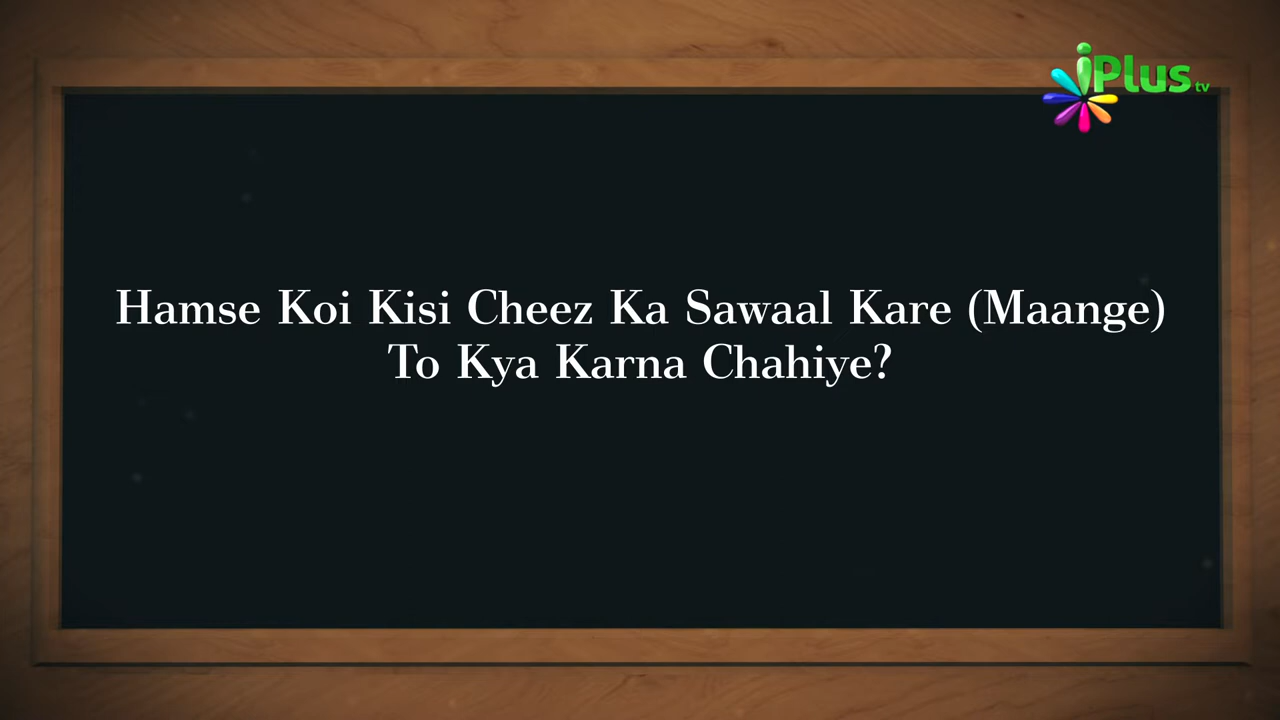 iPlus tv
Hamse Koi Kisi Cheez Ka Sawaal Kare (Maange)
To Kya Karna Chahiye?